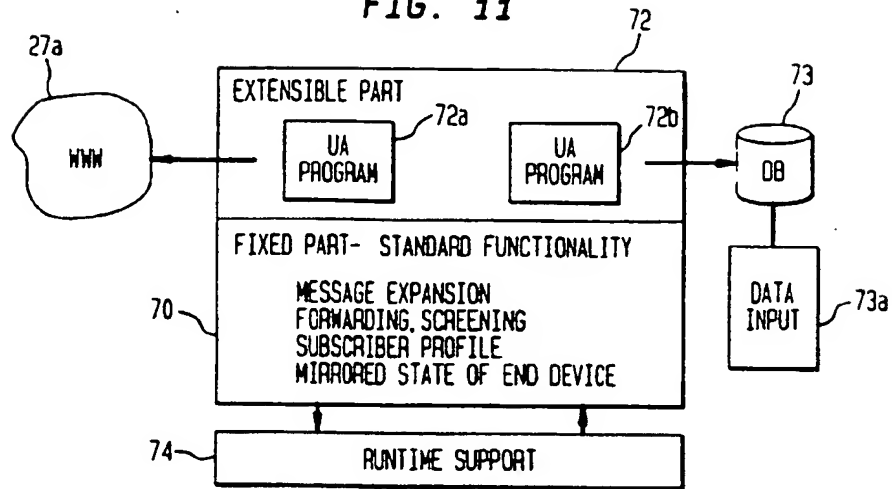 FIG. 11
27a
72
EXTENSIBLE PART
72a
72b
73
WWW
UA
PROGRAM
UA
PROGRAM
DB
FIXED PART- STANDARD FUNCTIONALITY
MESSAGE EXPANSION
FORWARDING, SCREENING
SUBSCRIBER PROFILE
MIRRORED STATE OF END DEVICE
70
DATA
INPUT
73a
74
RUNTIME SUPPORT